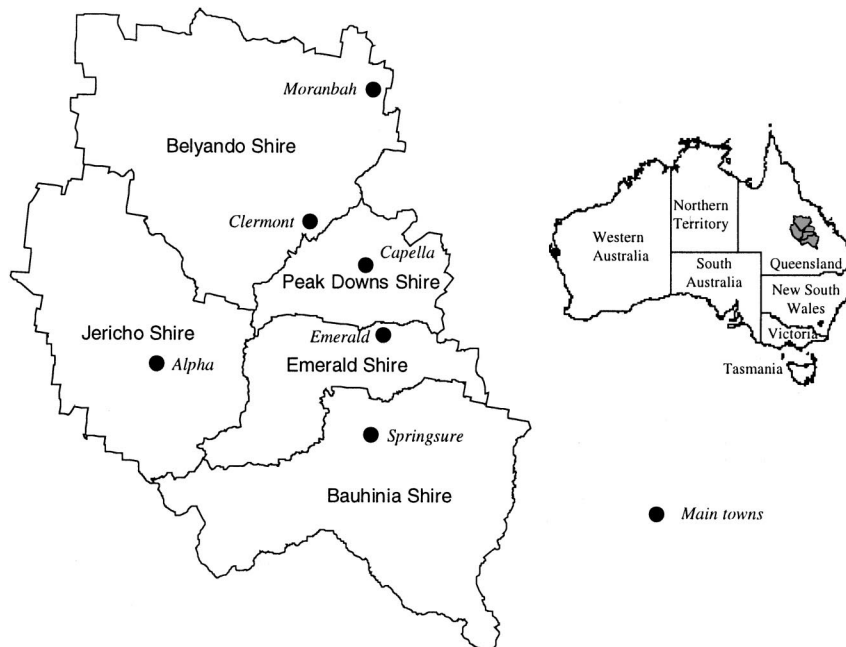 Moranbah
Belyando Shire
Clermont
Capella
Peak Downs Shire
Jericho Shire
Alpha
Emerald
Emerald Shire
Springsure
Bauhinia Shire
Northern
Territory
Western
Australia
Queensland
South
Australia
New South
Wales
Victoria
Tasmania
Main towns